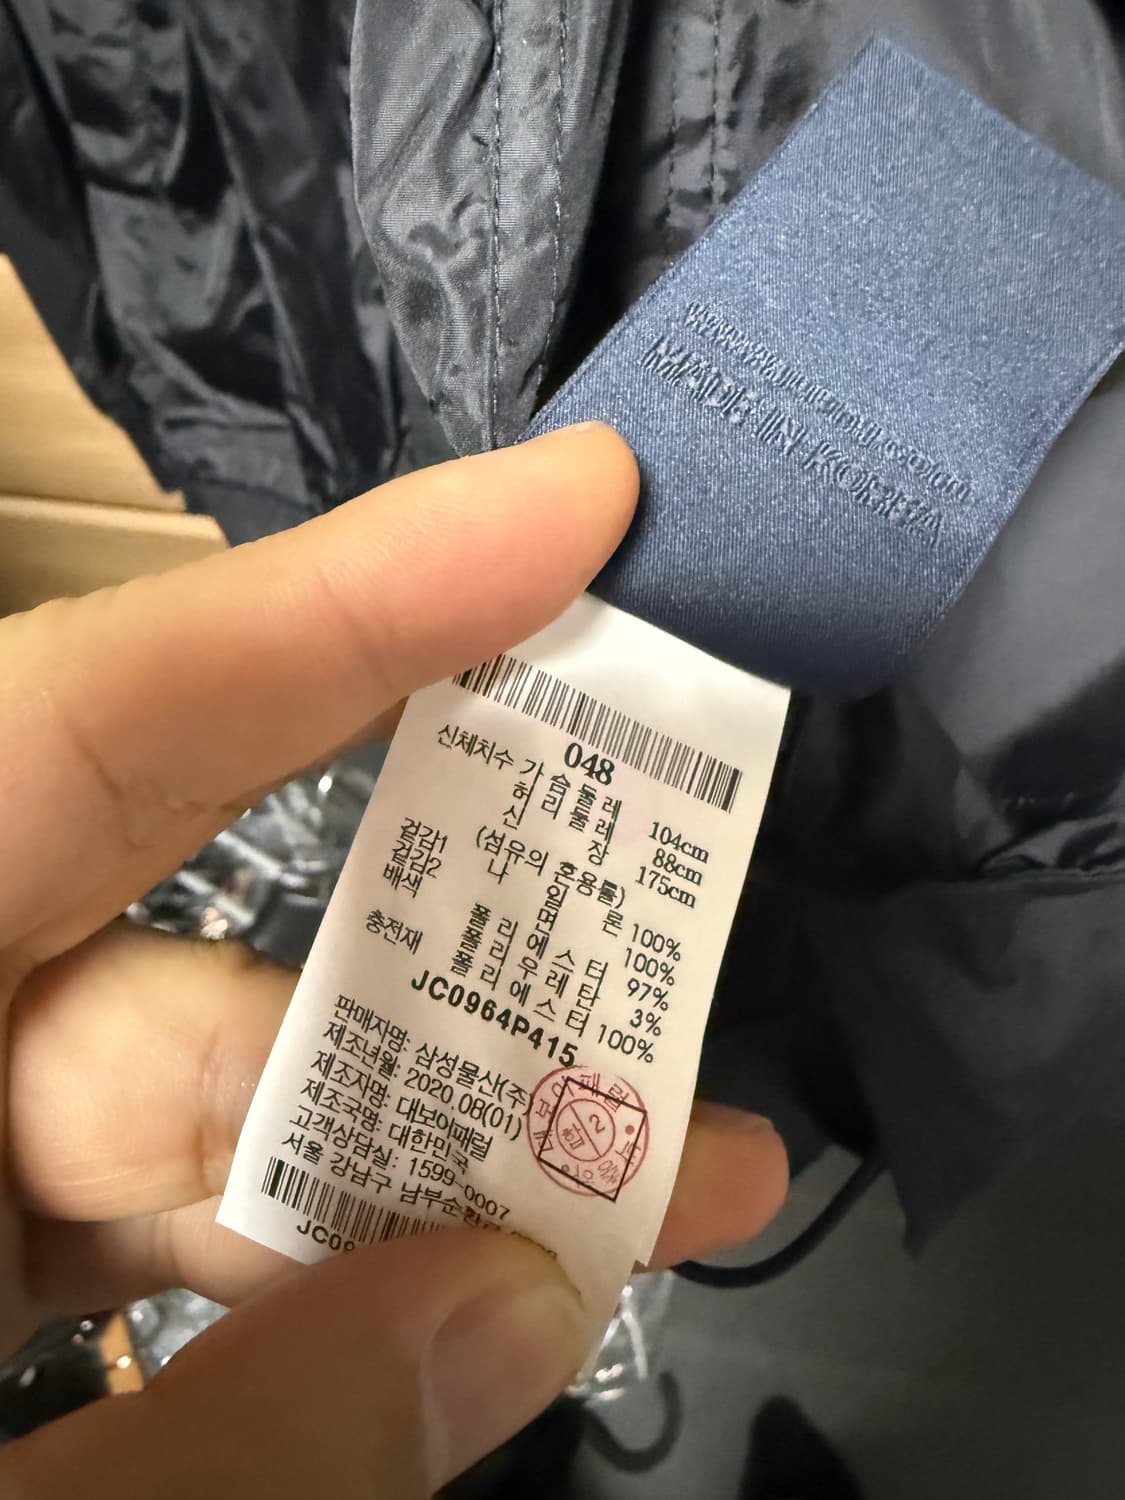 MADE IN KOREA
048
신체치수 가슴둘레 104cm
허리둘레 88cm
신장 175cm
(섬유의 혼용률)
겉감1 나일론 100%
겉감2 면 100%
배색 폴리에스터 97%
폴리우레탄 3%
충전재 폴리에스터 100%
JC0964P415
판매자명: 삼성물산(주)
제조년월: 2020.08(01)
제조자명: 대보어패럴
제조국명: 대한민국
고객상담실: 1599-0007
서울 강남구
JC09